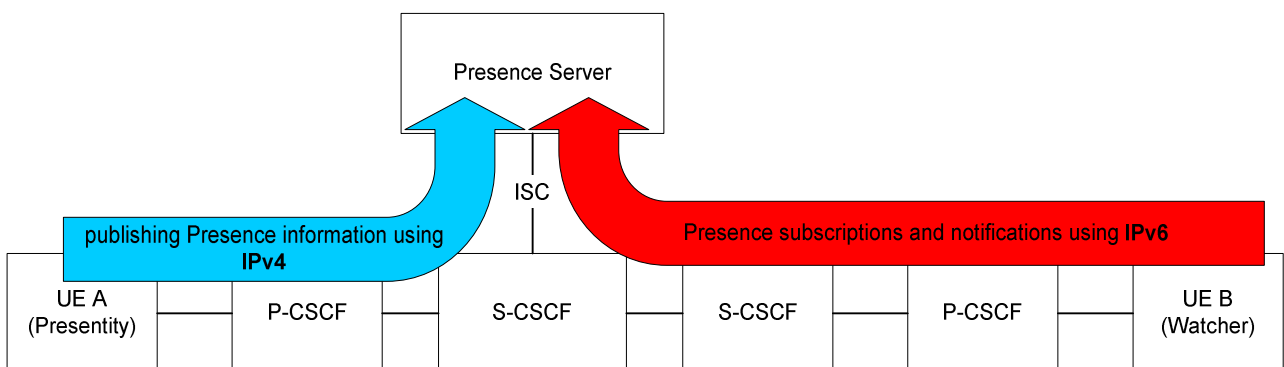 Presence Server
ISC
publishing Presence information using
IPv4
Presence subscriptions and notifications using IPv6
UE A
(Presentity)
P-CSCF
S-CSCF
S-CSCF
P-CSCF
UE B
(Watcher)